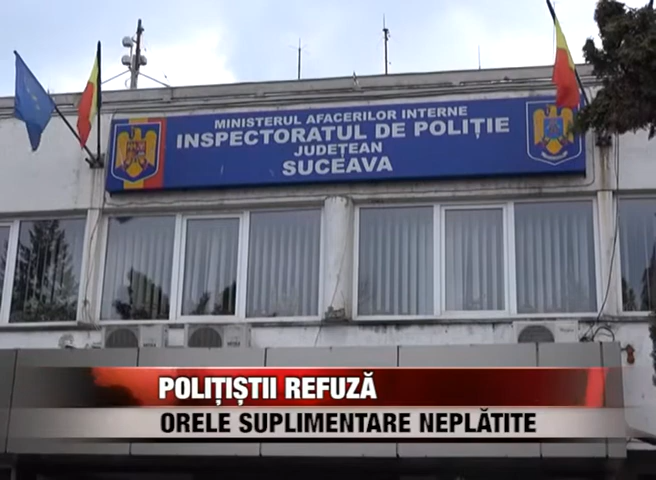 MINISTERUL AFACERILOR INTERNE
INSPECTORATUL DE POLIȚIE
JUDEȚEAN
SUCEAVA
POLIȚIȘTII REFUZĂ
ORELE SUPLIMENTARE NEPLĂTITE